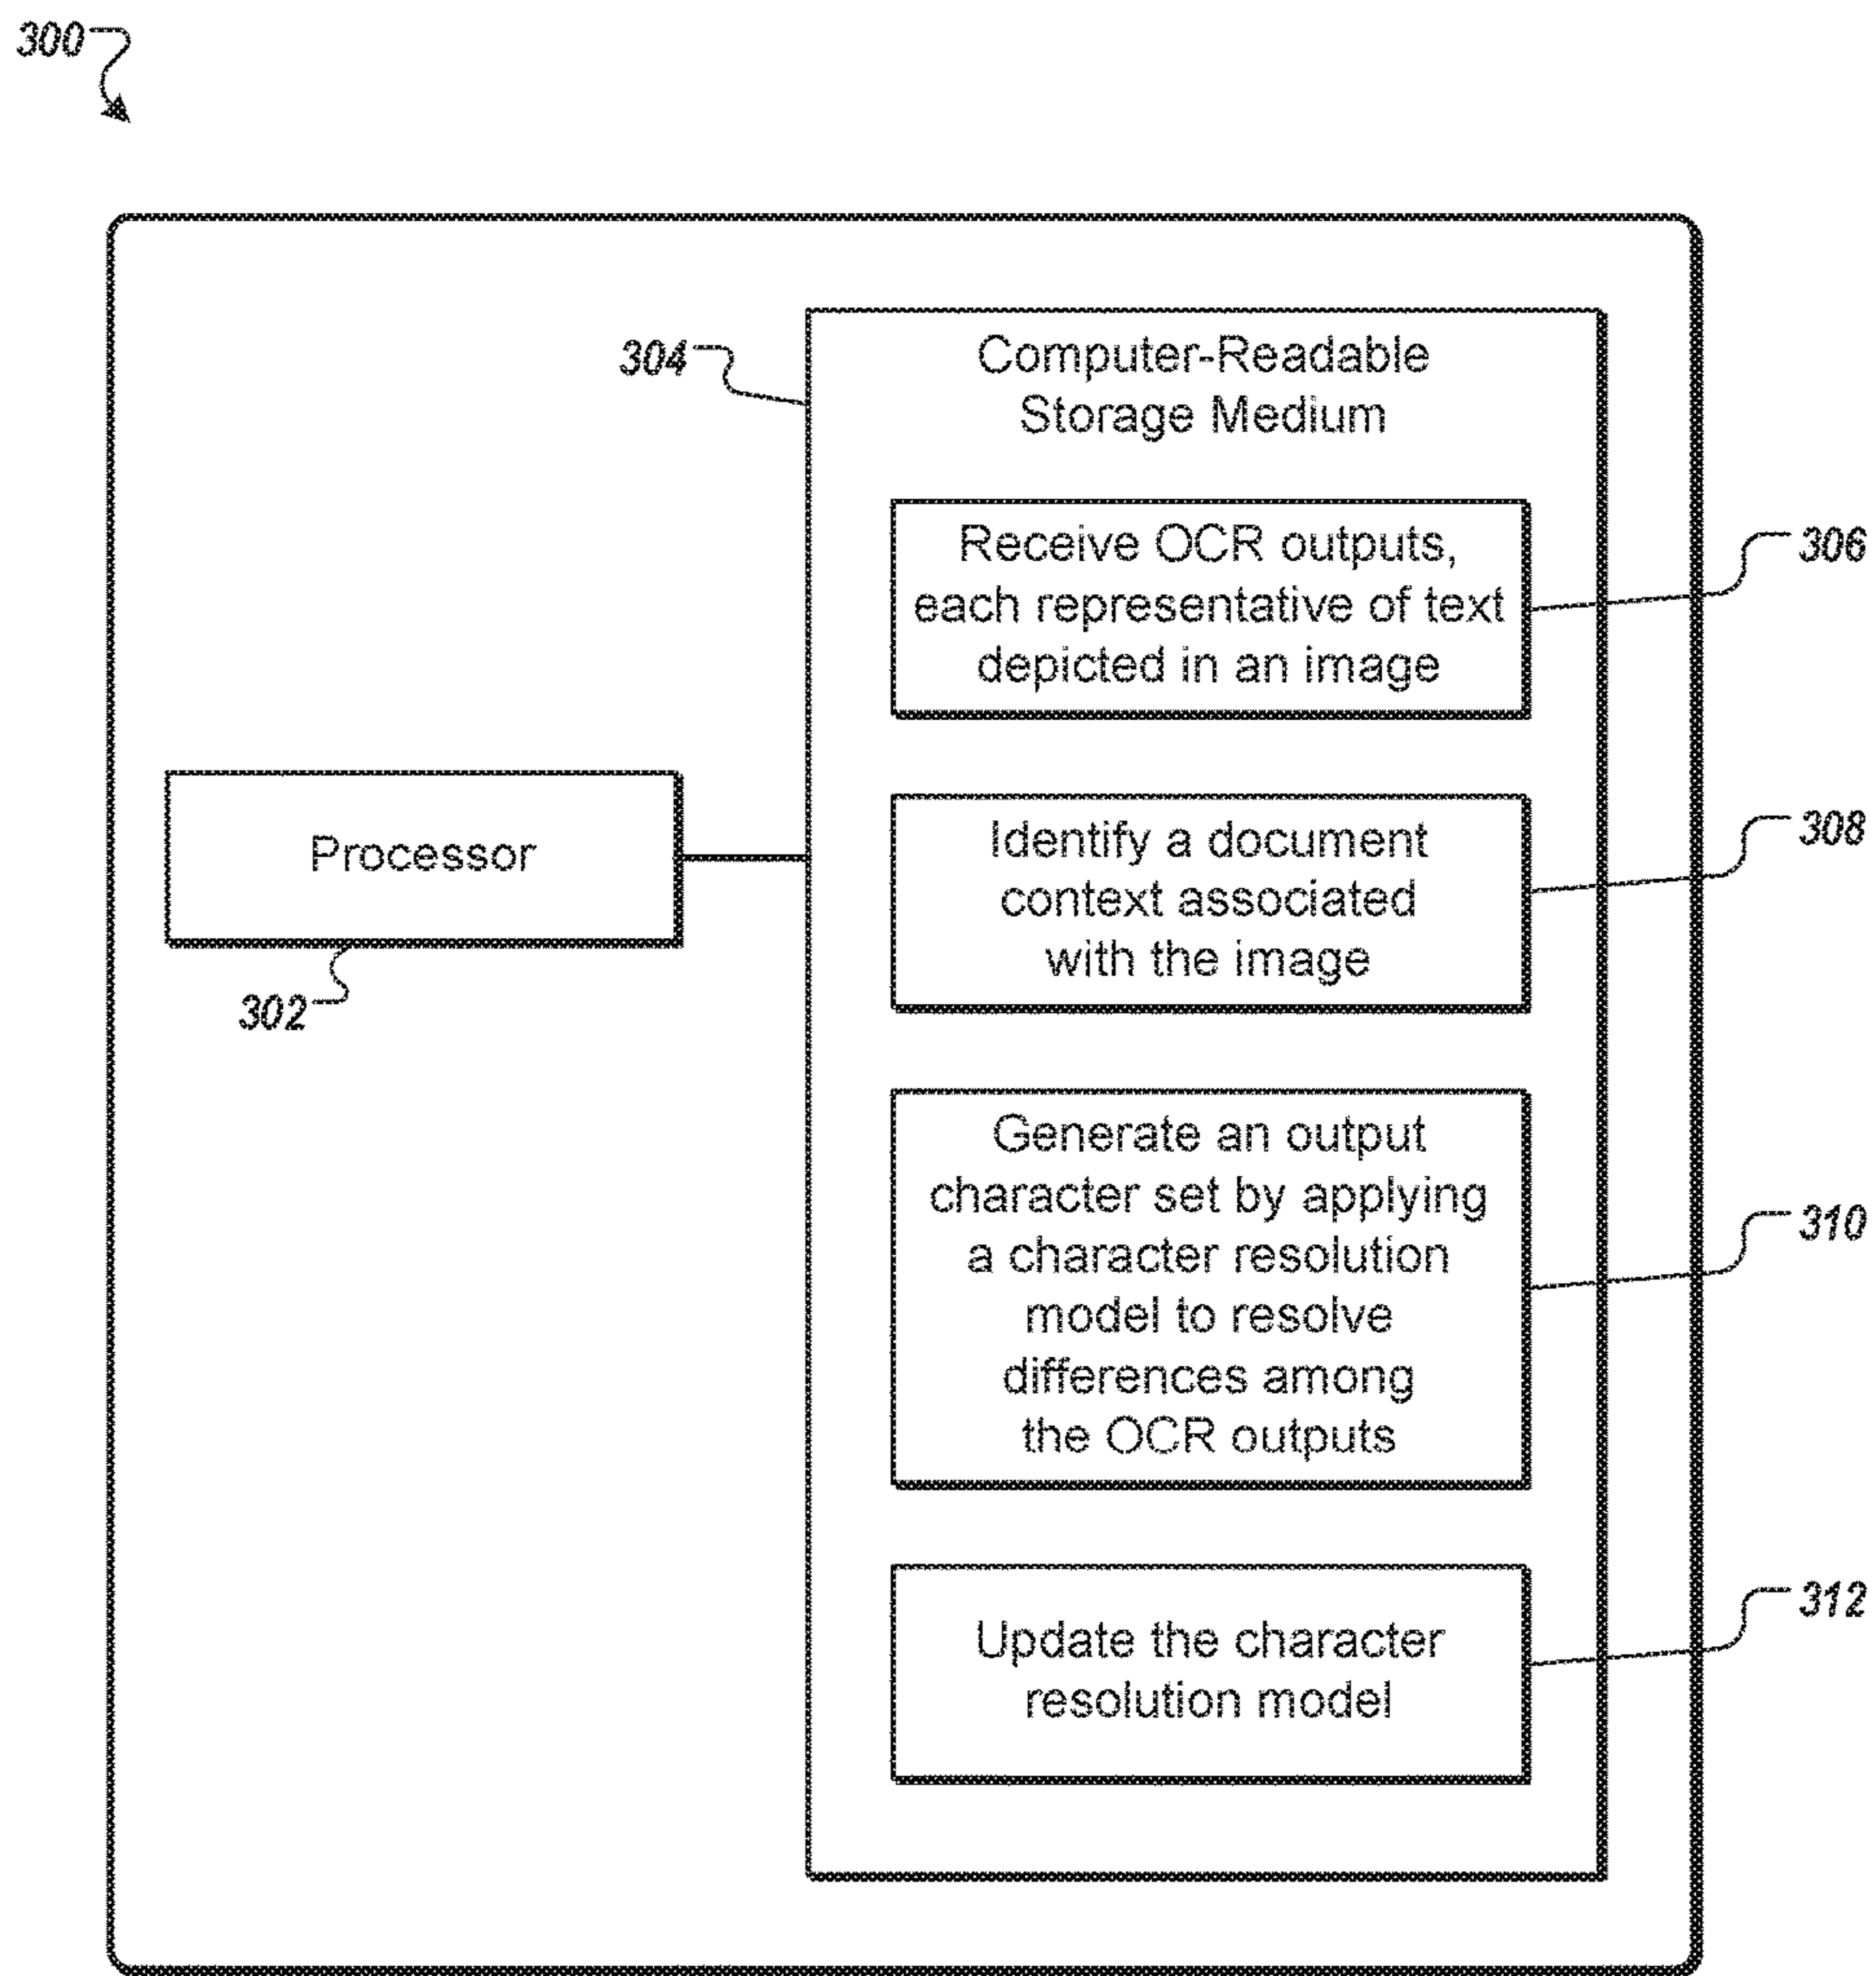 300
304
Computer-Readable
Storage Medium
Receive OCR outputs,
each representative of text
depicted in an image
306
Processor
302
Identify a document
context associated
with the image
308
Generate an output
character set by applying
a character resolution
model to resolve
differences among
the OCR outputs
310
Update the character
resolution model
312